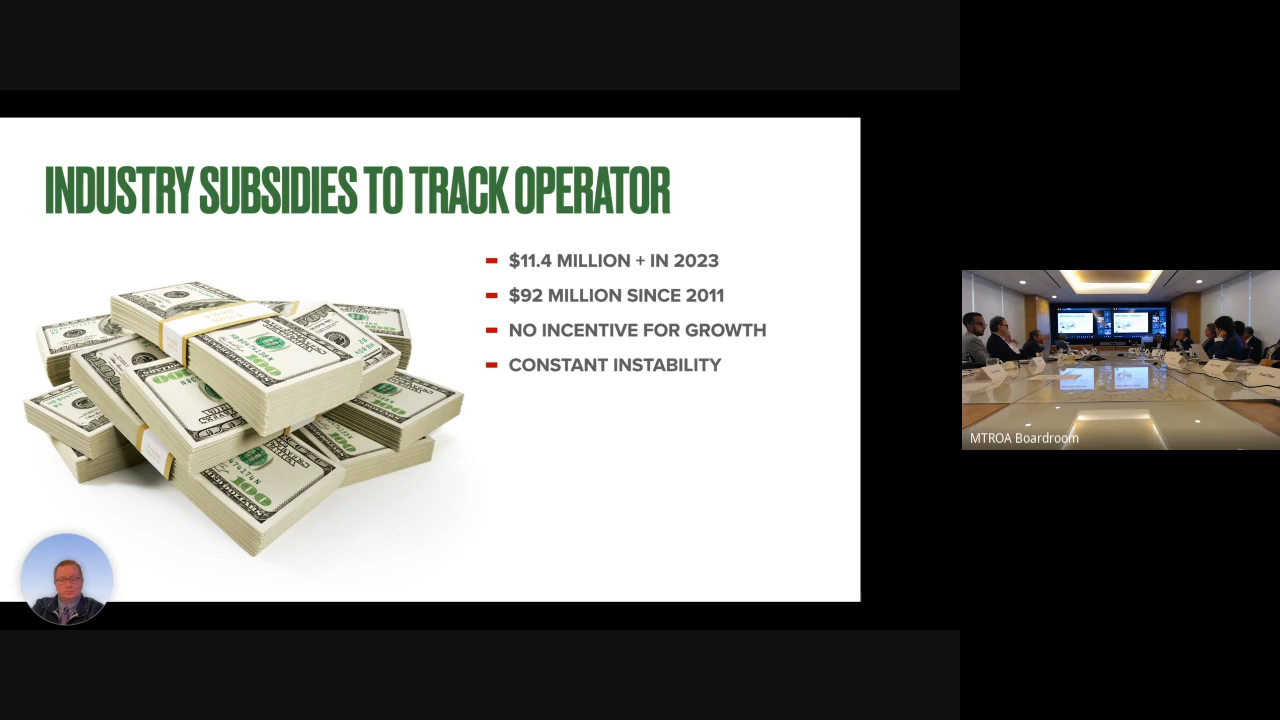 INDUSTRY SUBSIDIES TO TRACK OPERATOR
$11.4 MILLION + IN 2023
$92 MILLION SINCE 2011
NO INCENTIVE FOR GROWTH
CONSTANT INSTABILITY
MTROA Boardroom